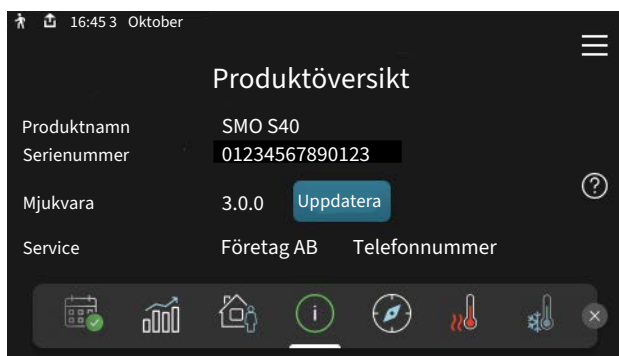 16:45 3 Oktober
Produktöversikt
Produktnamn SMO S40
Serienummer 01234567890123
Mjukvara 3.0.0 Uppdatera
Service Företag AB Telefonnummer